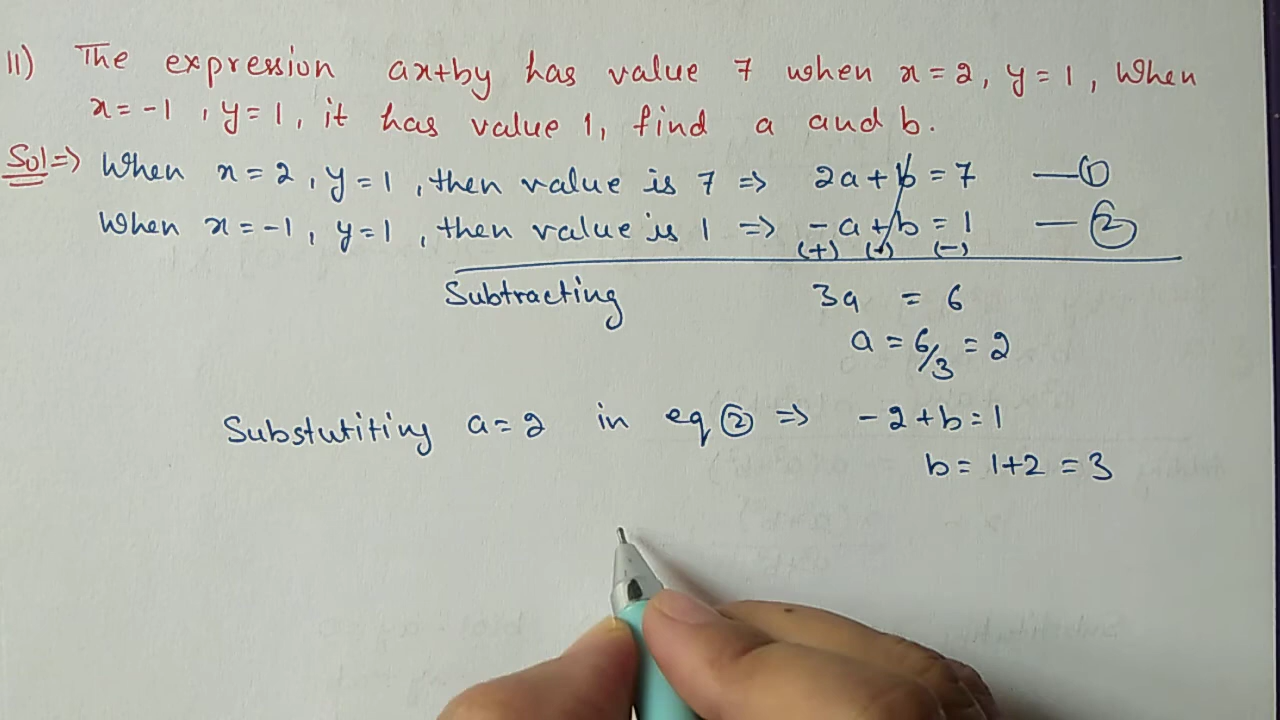 11) The expression ax+by has value 7 when x=2, y=1, when
x=-1, y=1, it has value 1, find a and b.
Sol=> When x=2, y=1, then value is 7 => 2a+b=7 —①
When x=-1, y=1, then value is 1 => -a+b=1 —②
(+) (-) (-)
Subtracting 3a = 6
a = 6/3 = 2
Substutiting a=2 in eq ② => -2+b=1
b= 1+2 = 3